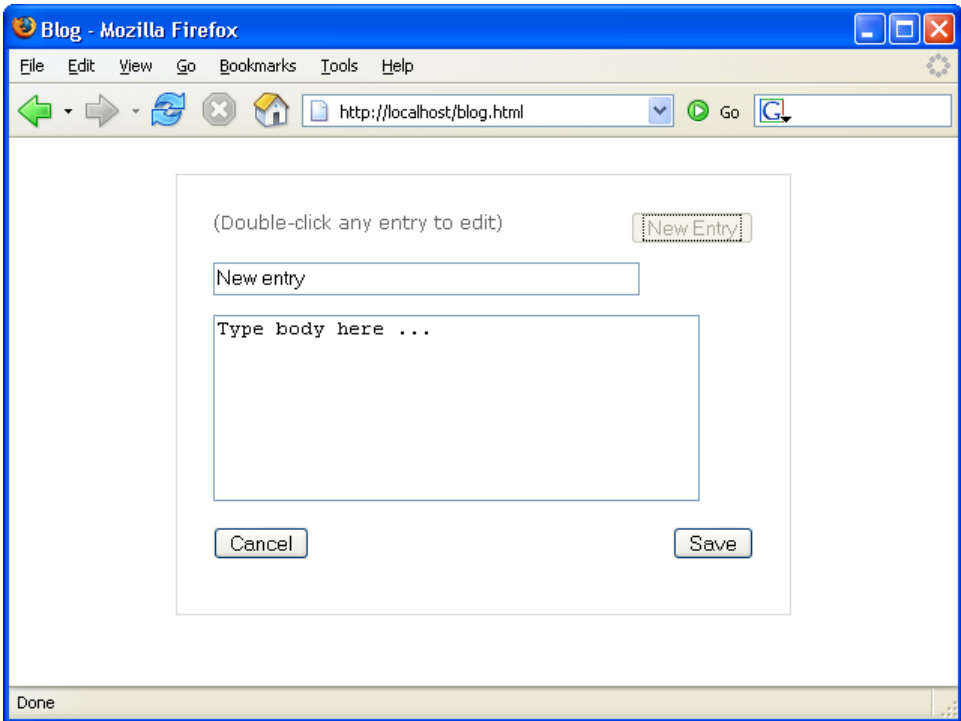 Blog - Mozilla Firefox
File Edit View Go Bookmarks Tools Help
http://localhost/blog.html Go G
(Double-click any entry to edit) New Entry
New entry
Type body here ...
Cancel Save
Done